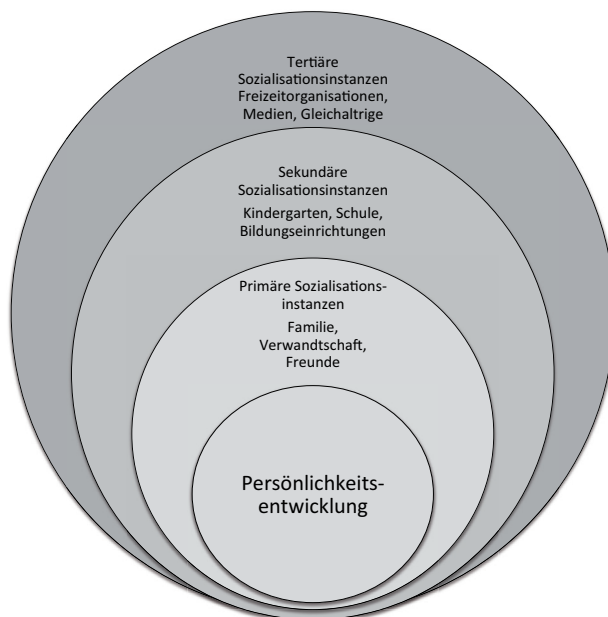 Tertiäre
Sozialisationsinstanzen
Freizeitorganisationen,
Medien, Gleichaltrige
Sekundäre
Sozialisationsinstanzen
Kindergarten, Schule,
Bildungseinrichtungen
Primäre Sozialisations-
instanzen
Familie,
Verwandtschaft,
Freunde
Persönlichkeits-
entwicklung